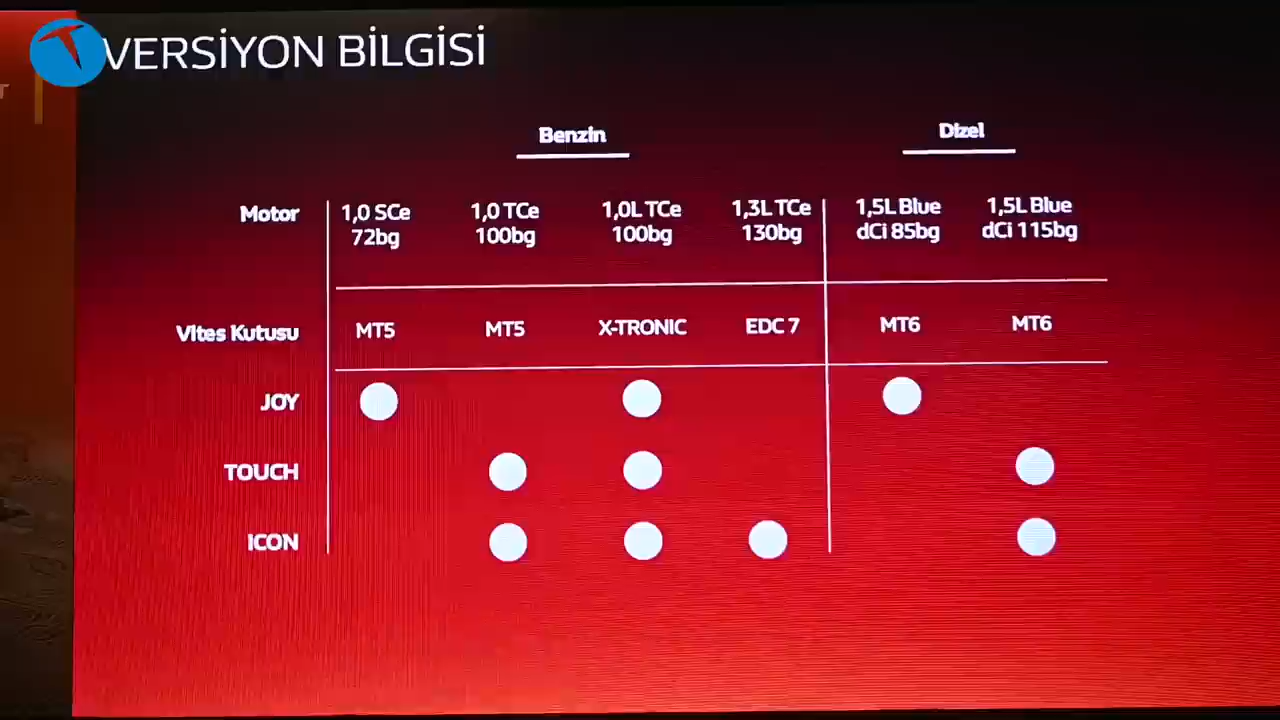 VERSİYON BİLGİSİ
Benzin
Dizel
Motor
1,0 SCe
72bg
1,0 TCe
100bg
1,0L TCe
100bg
1,3L TCe
130bg
1,5L Blue
dCi 85bg
1,5L Blue
dCi 115bg
Vites Kutusu
MT5
MT5
X-TRONIC
EDC 7
MT6
MT6
JOY
TOUCH
ICON